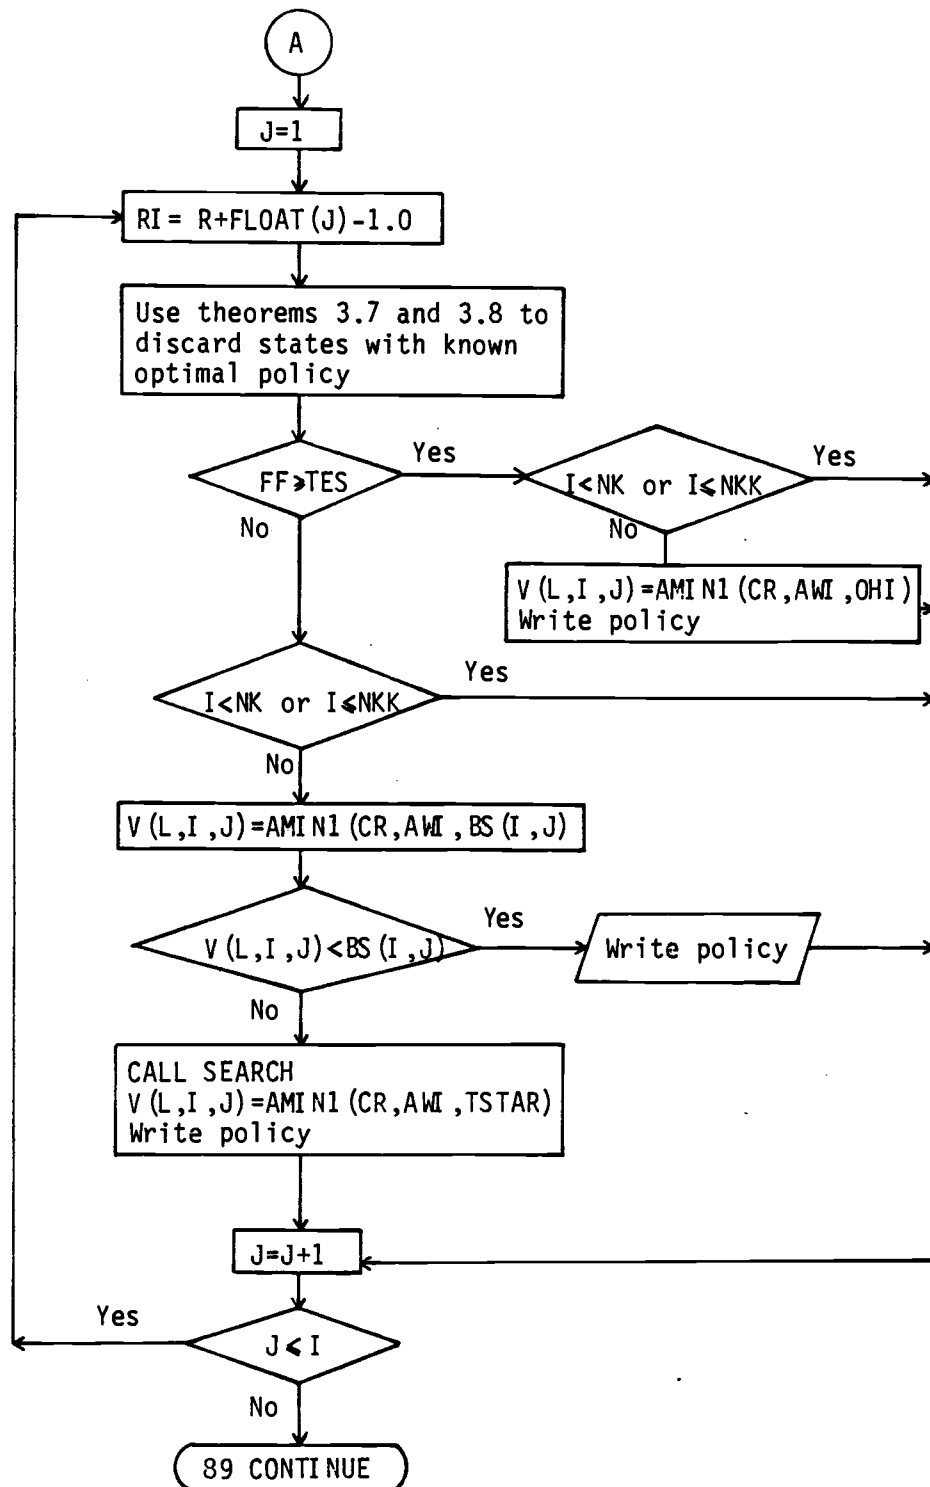 A
J=1
RI = R+FLOAT(J)-1.0
Use theorems 3.7 and 3.8 to
discard states with known
optimal policy
FF⩾TES
Yes
No
I<NK or I⩽NKK
Yes
No
V(L,I,J)=AMIN1(CR,AWI,OHI)
Write policy
I<NK or I⩽NKK
Yes
No
V(L,I,J)=AMIN1(CR,AWI,BS(I,J)
V(L,I,J)<BS(I,J)
Yes
Write policy
No
CALL SEARCH
V(L,I,J)=AMIN1(CR,AWI,TSTAR)
Write policy
J=J+1
Yes
J⩽I
No
89 CONTINUE